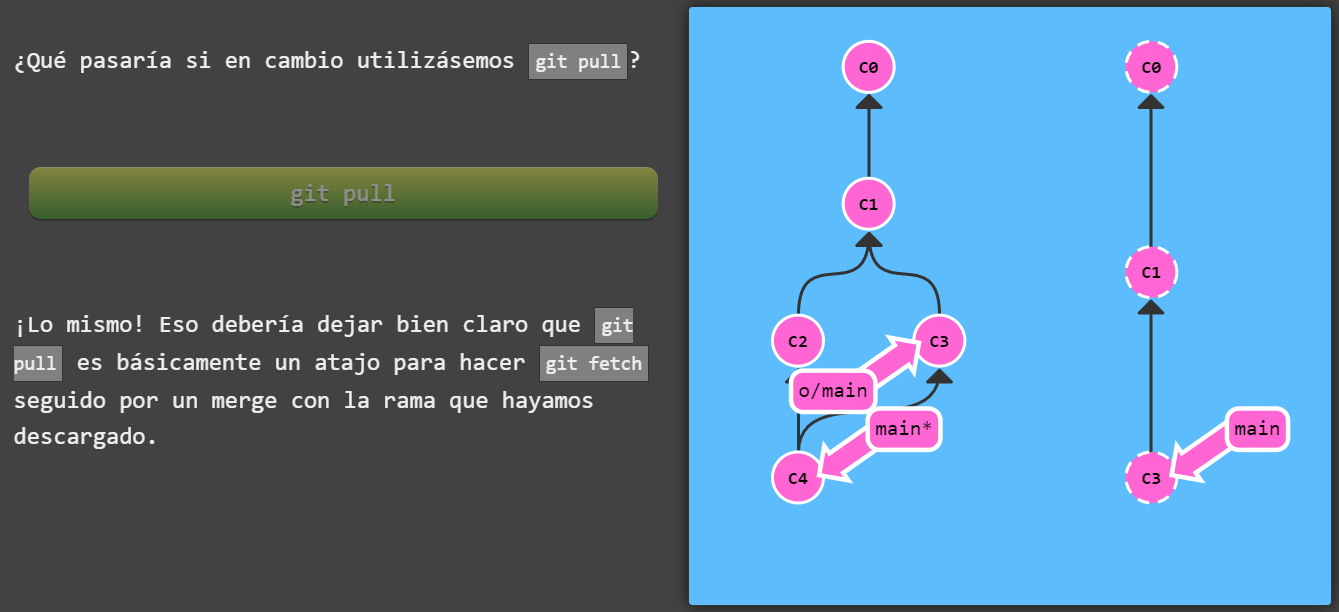 ¿Qué pasaría si en cambio utilizásemos git pull?
git pull
¡Lo mismo! Eso debería dejar bien claro que git
pull es básicamente un atajo para hacer git fetch
seguido por un merge con la rama que hayamos
descargado.
C0
C0
C1
C1
C2
C3
o/main
main*
main
C4
C3